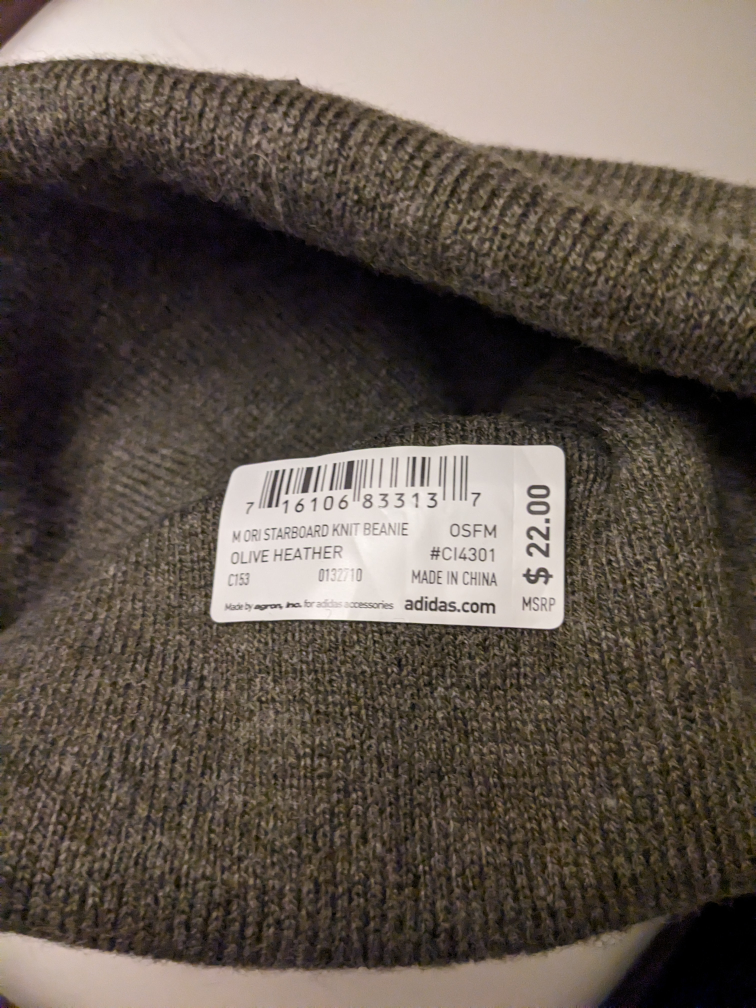 7 16106 83313 7
M ORI STARBOARD KNIT BEANIE OSFM
OLIVE HEATHER #CI4301
C153 0132710 MADE IN CHINA
Made by agron, inc. for adidas accessories adidas.com
$ 22.00
MSRP